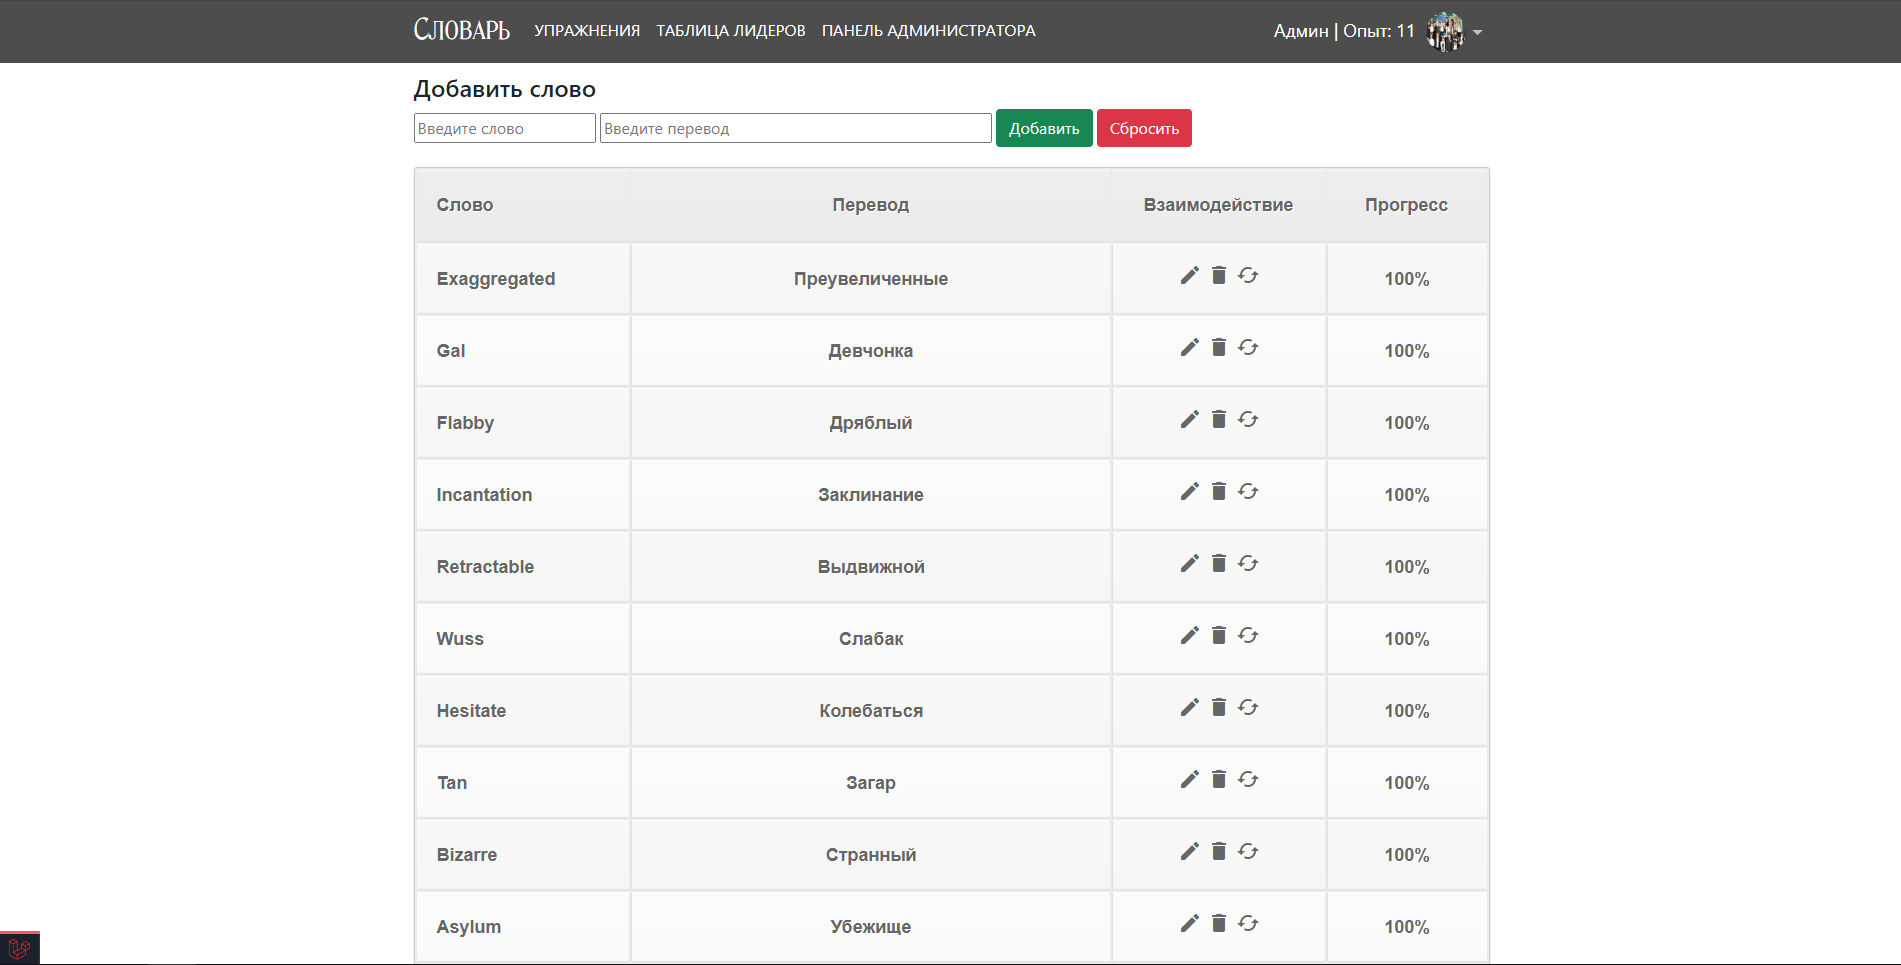 Словарь УПРАЖНЕНИЯ ТАБЛИЦА ЛИДЕРОВ ПАНЕЛЬ АДМИНИСТРАТОРА Админ | Опыт: 11
Добавить слово
Введите слово Введите перевод Добавить Сбросить
Слово Перевод Взаимодействие Прогресс
Exaggregated Преувеличенные 100%
Gal Девчонка 100%
Flabby Дряблый 100%
Incantation Заклинание 100%
Retractable Выдвижной 100%
Wuss Слабак 100%
Hesitate Колебаться 100%
Tan Загар 100%
Bizarre Странный 100%
Asylum Убежище 100%